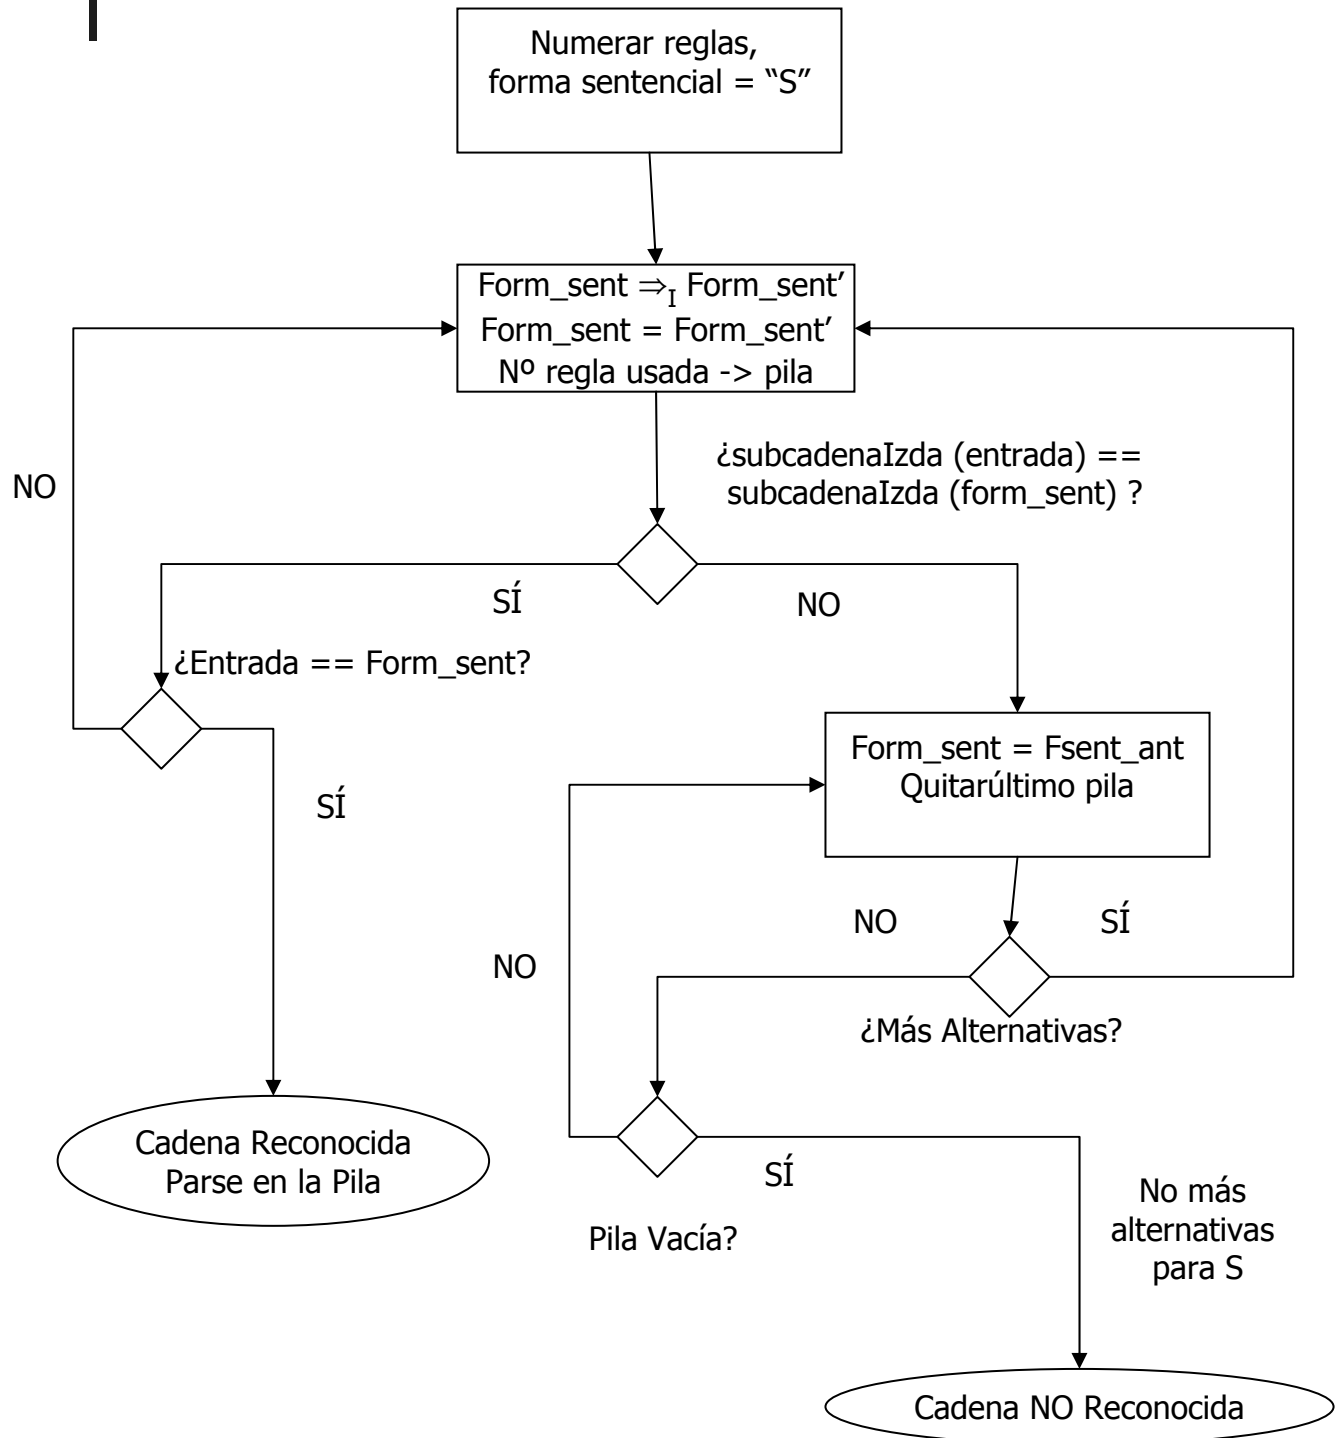 Numerar reglas,
forma sentencial = “S”
Form_sent ⇒I Form_sent’
Form_sent = Form_sent’
Nº regla usada -> pila
¿subcadenaIzda (entrada) ==
subcadenaIzda (form_sent) ?
NO
SÍ
NO
¿Entrada == Form_sent?
Form_sent = Fsent_ant
Quitarúltimo pila
SÍ
NO
SÍ
NO
¿Más Alternativas?
Cadena Reconocida
Parse en la Pila
SÍ
Pila Vacía?
No más
alternativas
para S
Cadena NO Reconocida